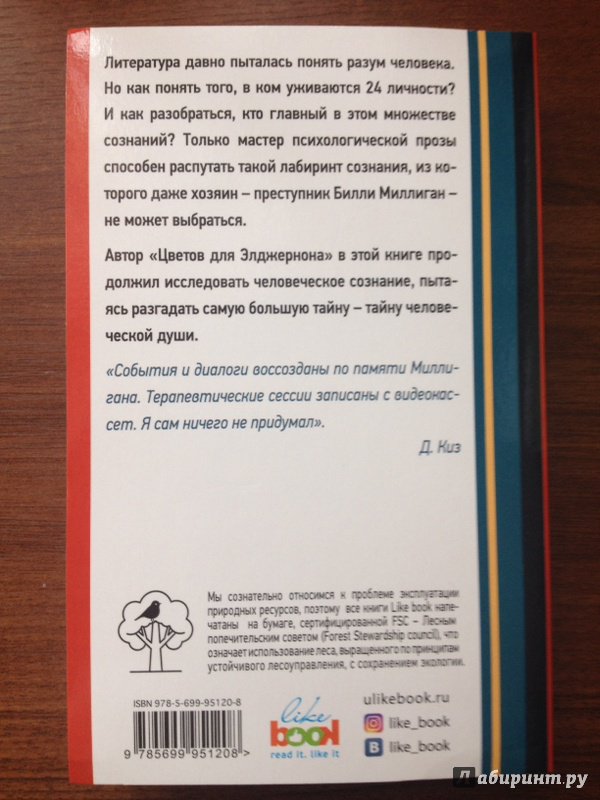 Литература давно пыталась понять разум человека.
Но как понять того, в ком уживаются 24 личности?
И как разобраться, кто главный в этом множестве
сознаний? Только мастер психологической прозы
способен распутать такой лабиринт сознания, из ко-
торого даже хозяин – преступник Билли Миллиган –
не может выбраться.
Автор «Цветов для Элджернона» в этой книге про-
должил исследовать человеческое сознание, пыта-
ясь разгадать самую большую тайну – тайну челове-
ческой души.
«События и диалоги воссозданы по памяти Милли-
гана. Терапевтические сессии записаны с видеокас-
сет. Я сам ничего не придумал».
Д. Киз
Мы сознательно относимся к проблеме эксплуатации
природных ресурсов, поэтому все книги Like book напе-
чатаны на бумаге, сертифицированной FSC – Лесным
попечительским советом (Forest Stewardship council), что
означает использование леса, выращенного по принципам
устойчивого лесоуправления, с сохранением экологии.
ISBN 978-5-699-95120-8
9 785699 951208 >
like
book
read it. like it
ulikebook.ru
like_book
B like_book
Лабиринт.ру